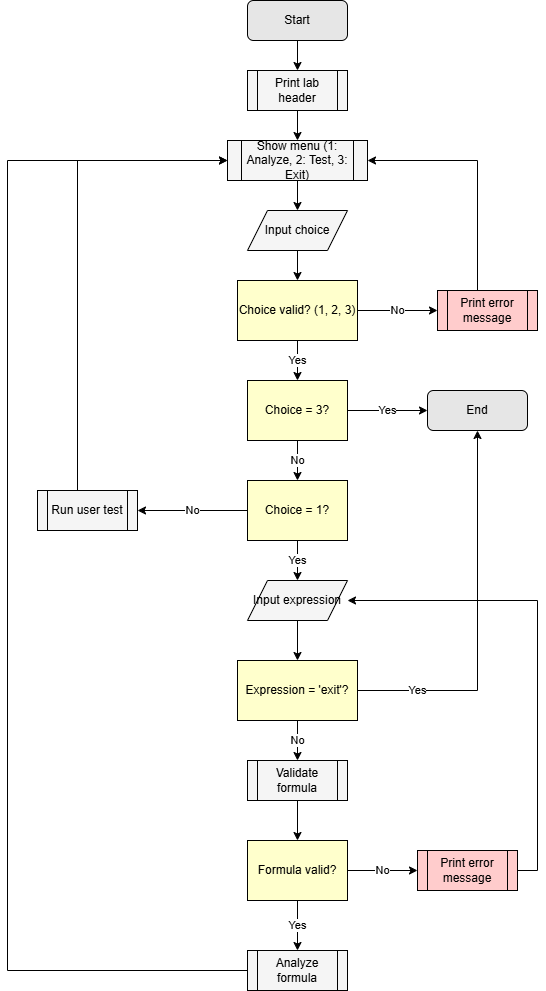 Start
Print lab
header
Show menu (1:
Analyze, 2: Test, 3:
Exit)
Input choice
Choice valid? (1, 2, 3)
No
Print error
message
Yes
Choice = 3?
Yes
End
No
Choice = 1?
No
Run user test
Yes
Input expression
Expression = 'exit'?
Yes
No
Validate
formula
Formula valid?
No
Print error
message
Yes
Analyze
formula